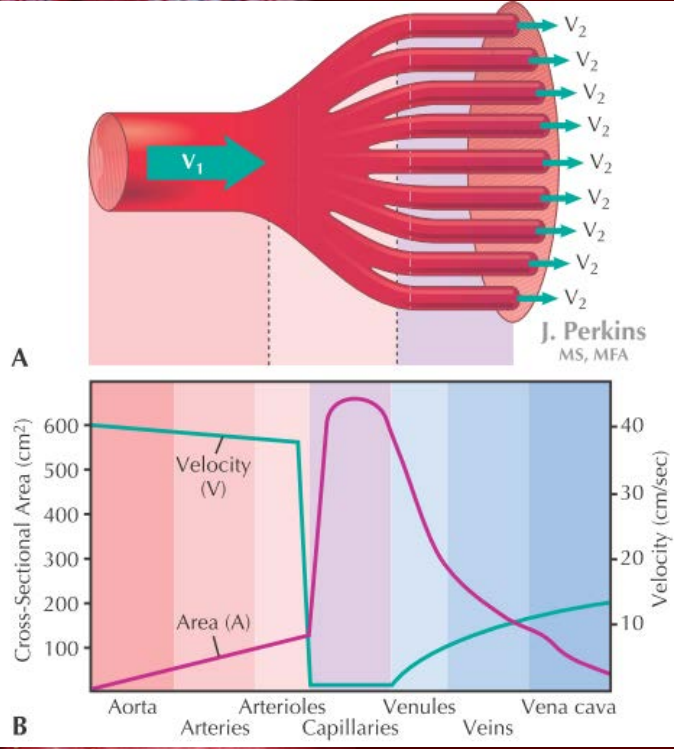 V₂
V₂
V₂
V₂
V₁
V₂
V₂
V₂
V₂
V₂
J. Perkins
MS, MFA
A
Cross-Sectional Area (cm²)
600
500
400
300
200
100
Velocity
(V)
Area (A)
40
30
20
10
Velocity (cm/sec)
Aorta
Arteries
Arterioles
Capillaries
Venules
Veins
Vena cava
B